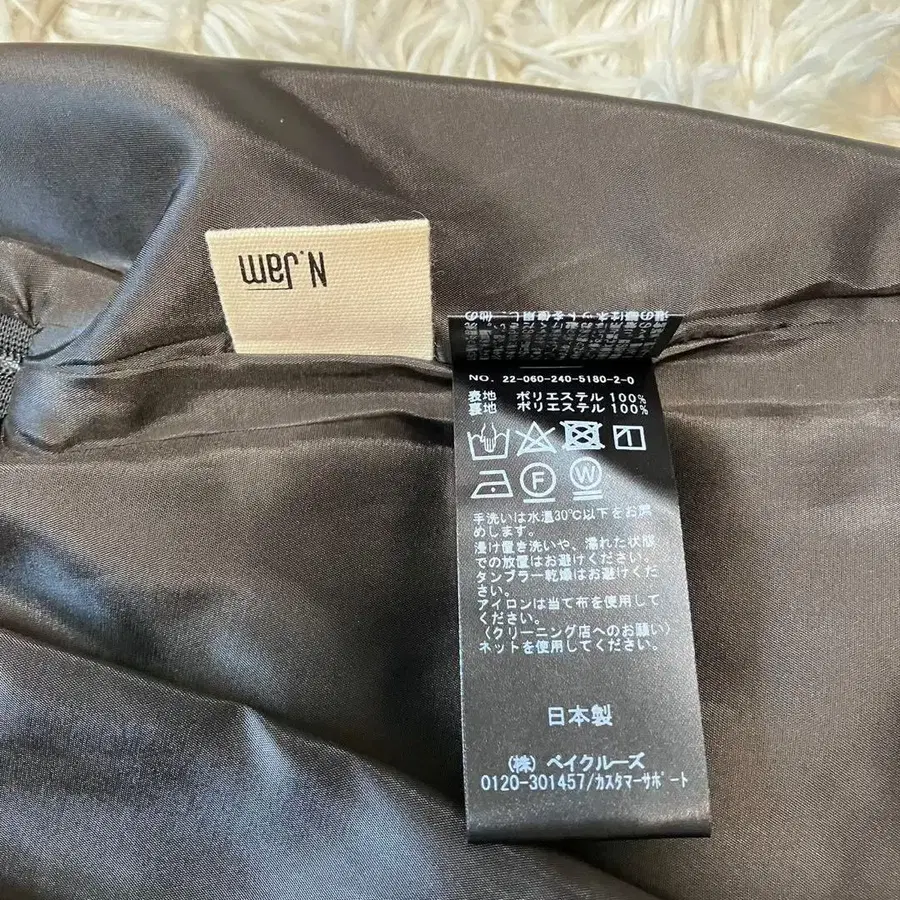 N.Jam
NO. 22-060-240-5180-2-0
表地 ポリエステル 100%
裏地 ポリエステル 100%
F
W
手洗いは水温30℃以下をお薦
めします。
浸け置き洗いや、濡れた状態
での放置はお避けください。
タンブラー乾燥はお避けくださ
い。
アイロンは当て布を使用して
ください。
(クリーニング店へのお願い)
ネットを使用してください。
日本製
(株) ベイクルーズ
0120-301457/カスタマーサポート